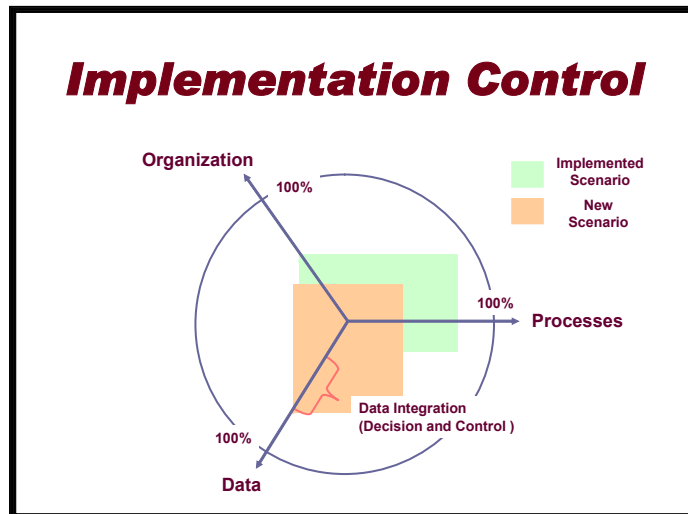 Implementation Control
Organization
100%
Implemented
Scenario
New
Scenario
100%
Processes
Data Integration
(Decision and Control )
100%
Data